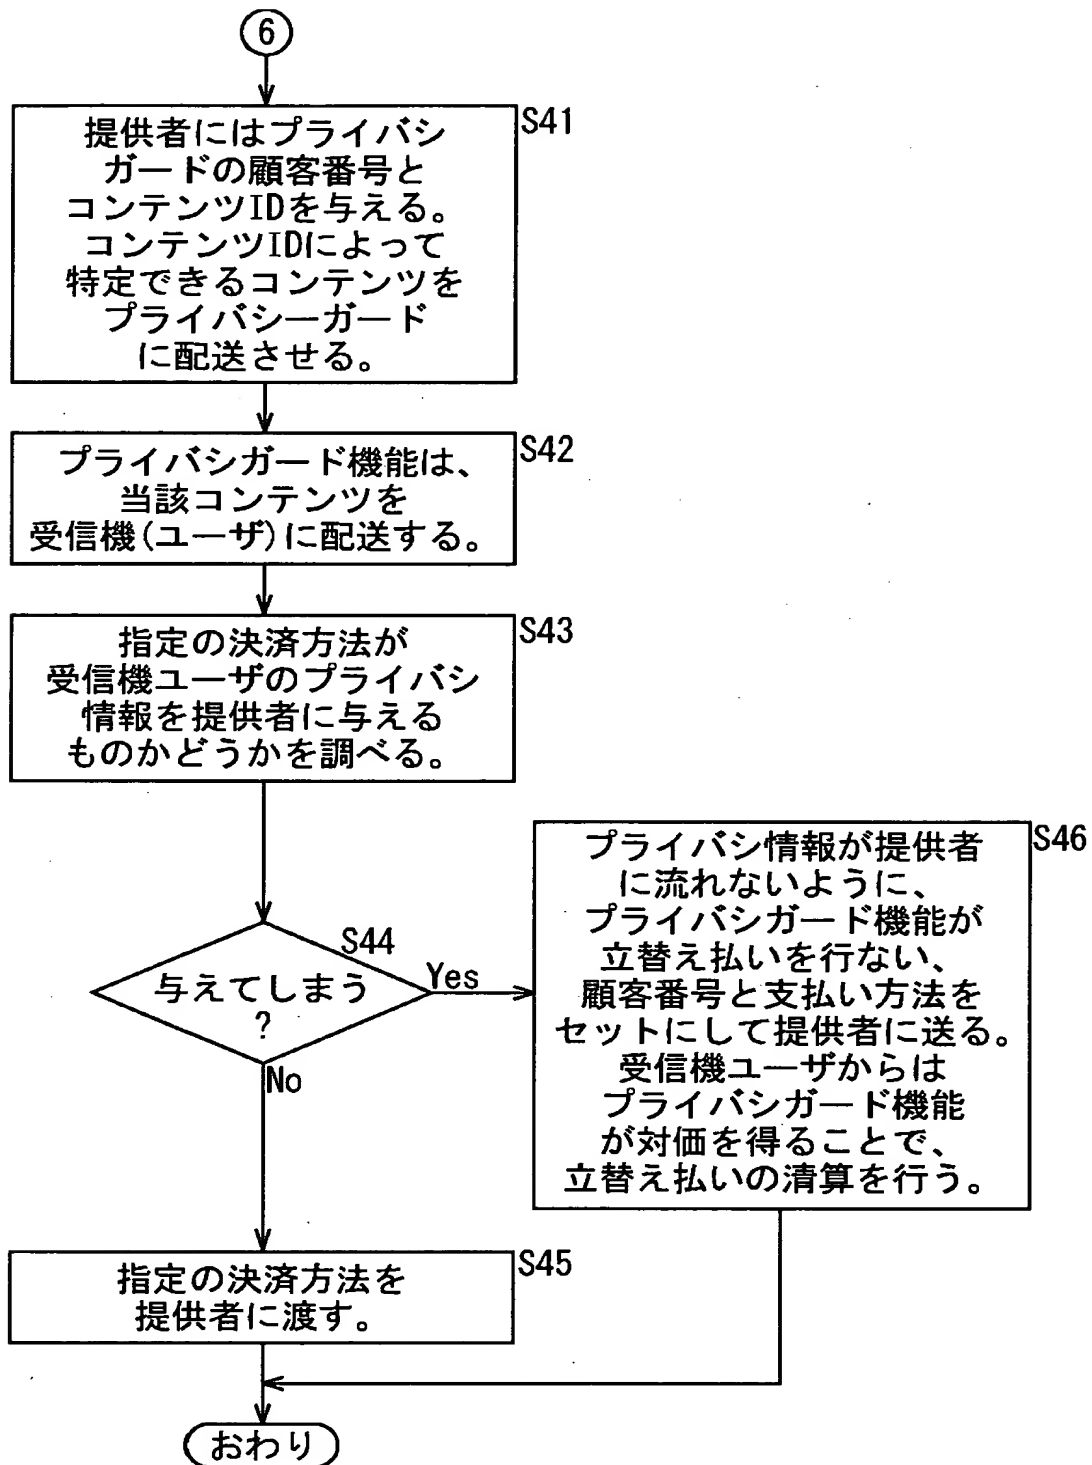 6
S41
提供者にはプライバシ
ガードの顧客番号と
コンテンツIDを与える。
コンテンツIDによって
特定できるコンテンツを
プライバシーガード
に配送させる。
S42
プライバシガード機能は、
当該コンテンツを
受信機(ユーザ)に配送する。
S43
指定の決済方法が
受信機ユーザのプライバシ
情報を提供者に与える
ものかどうかを調べる。
S44
与えてしまう
?
Yes
No
S46
プライバシ情報が提供者
に流れないように、
プライバシガード機能が
立替え払いを行ない、
顧客番号と支払い方法を
セットにして提供者に送る。
受信機ユーザからは
プライバシガード機能
が対価を得ることで、
立替え払いの清算を行う。
S45
指定の決済方法を
提供者に渡す。
おわり